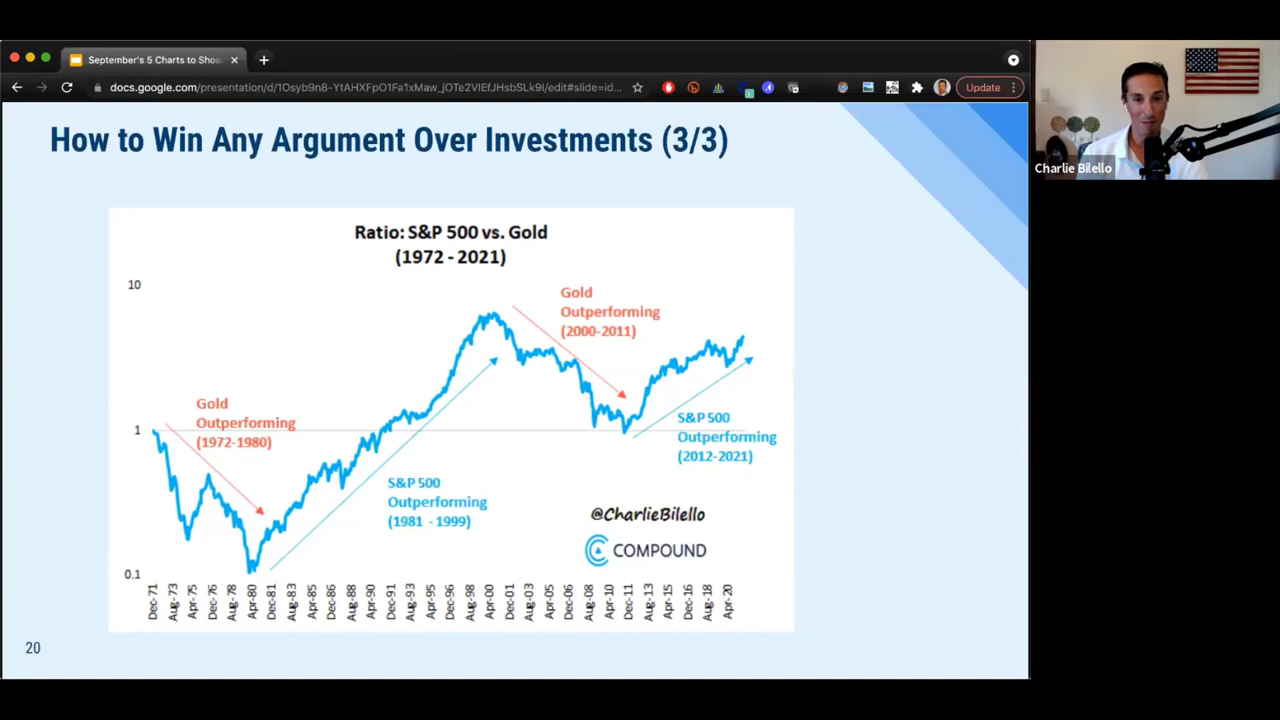 September's 5 Charts to Show
docs.google.com/presentation/d/1Osyb9n8-YtAHXFpO1Fa1xMaw_jOTe2VIEfJHsbSLk9I/edit#slide=id...
Update
How to Win Any Argument Over Investments (3/3)
Ratio: S&P 500 vs. Gold
(1972 - 2021)
10
1
0.1
Gold
Outperforming
(1972-1980)
S&P 500
Outperforming
(1981 - 1999)
Gold
Outperforming
(2000-2011)
S&P 500
Outperforming
(2012-2021)
@CharlieBilello
COMPOUND
Dec-71
Aug-73
Apr-75
Dec-76
Aug-78
Apr-80
Dec-81
Aug-83
Apr-85
Dec-86
Aug-88
Apr-90
Dec-91
Aug-93
Apr-95
Dec-96
Aug-98
Apr-00
Dec-01
Aug-03
Apr-05
Dec-06
Aug-08
Apr-10
Dec-11
Aug-13
Apr-15
Dec-16
Aug-18
Apr-20
20
Charlie Bilello